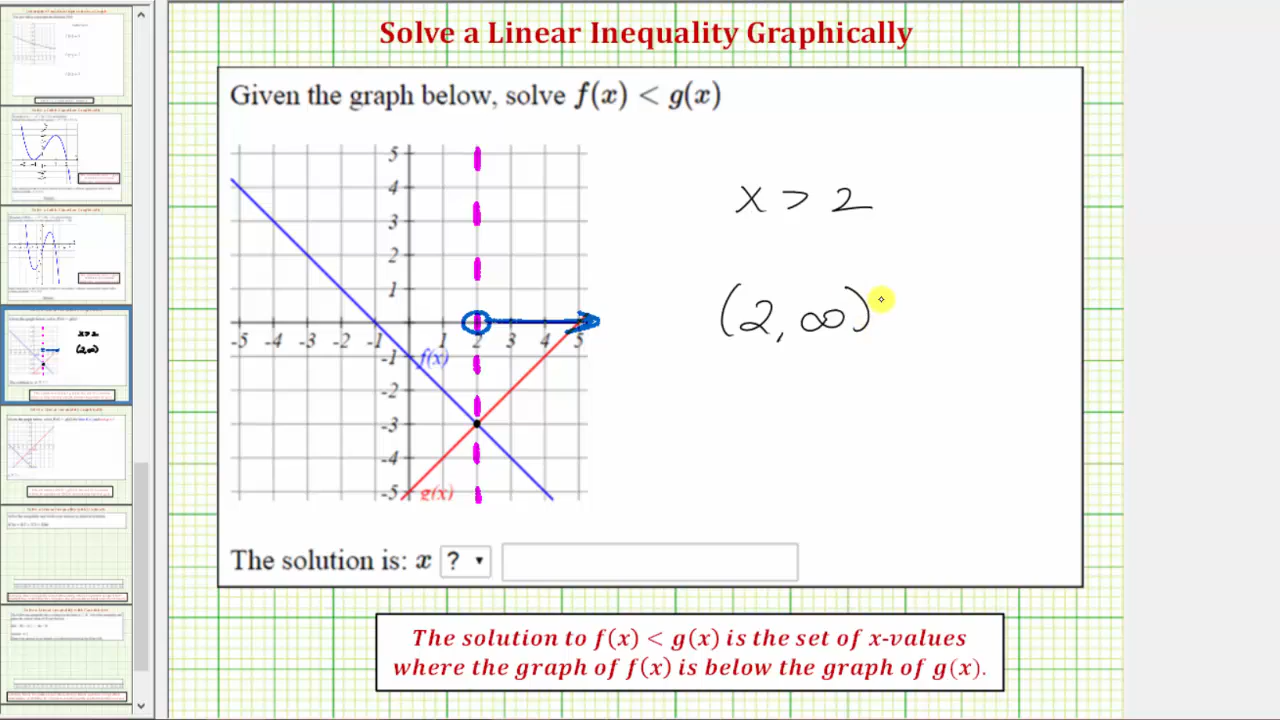 Solve a Linear Inequality Graphically
Given the graph below, solve f(x) < g(x)
5
4
3
2
1
-5 -4 -3 -2 -1 1 2 3 4 5
-1
-2
-3
-4
-5
f(x)
g(x)
x > 2
(2, ∞)
The solution is: x ? ▾
The solution to f(x) < g(x) is the set of x-values
where the graph of f(x) is below the graph of g(x).